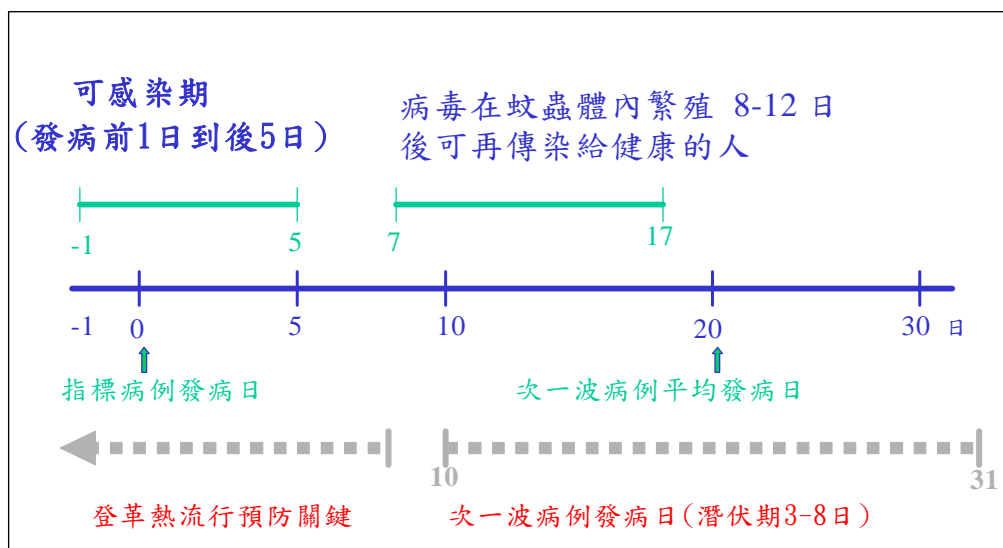 可感染期
(發病前1日到後5日)
病毒在蚊蟲體內繁殖 8-12 日
後可再傳染給健康的人
-1 5 7 17
-1 0 5 10 20 30 日
指標病例發病日 次一波病例平均發病日
10 31
登革熱流行預防關鍵 次一波病例發病日(潛伏期3-8日)